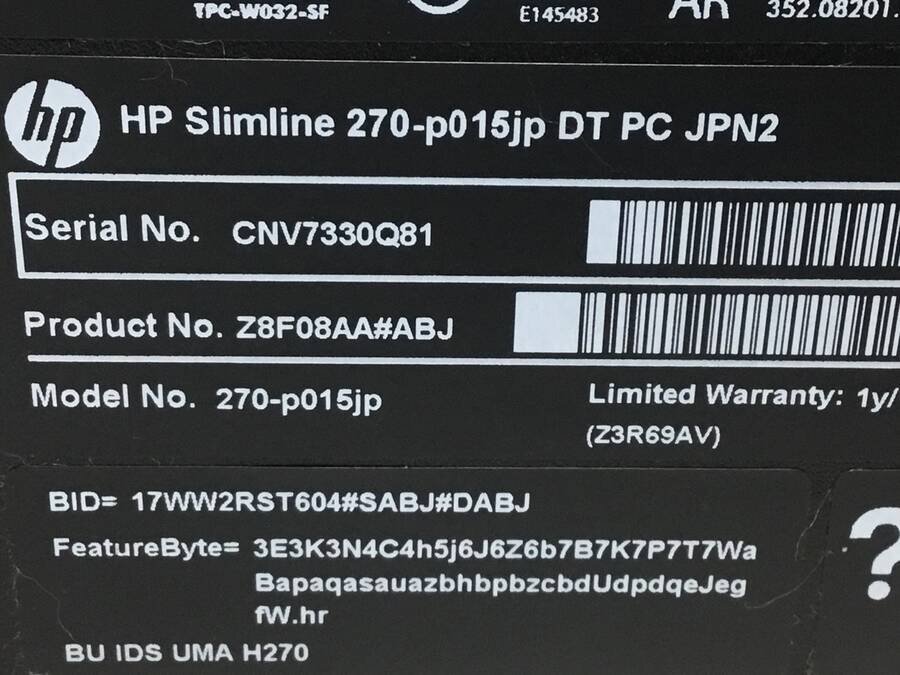 TPC-W032-SF
E145483
352.08201.
hp
HP Slimline 270-p015jp DT PC JPN2
Serial No. CNV7330Q81
Product No. Z8F08AA#ABJ
Model No. 270-p015jp
Limited Warranty: 1y/
(Z3R69AV)
BID= 17WW2RST604#SABJ#DABJ
FeatureByte= 3E3K3N4C4h5j6J6Z6b7B7K7P7T7Wa
BapaqasauazbhbpbzcbdUdpdqeJeg
fW.hr
?
BU IDS UMA H270